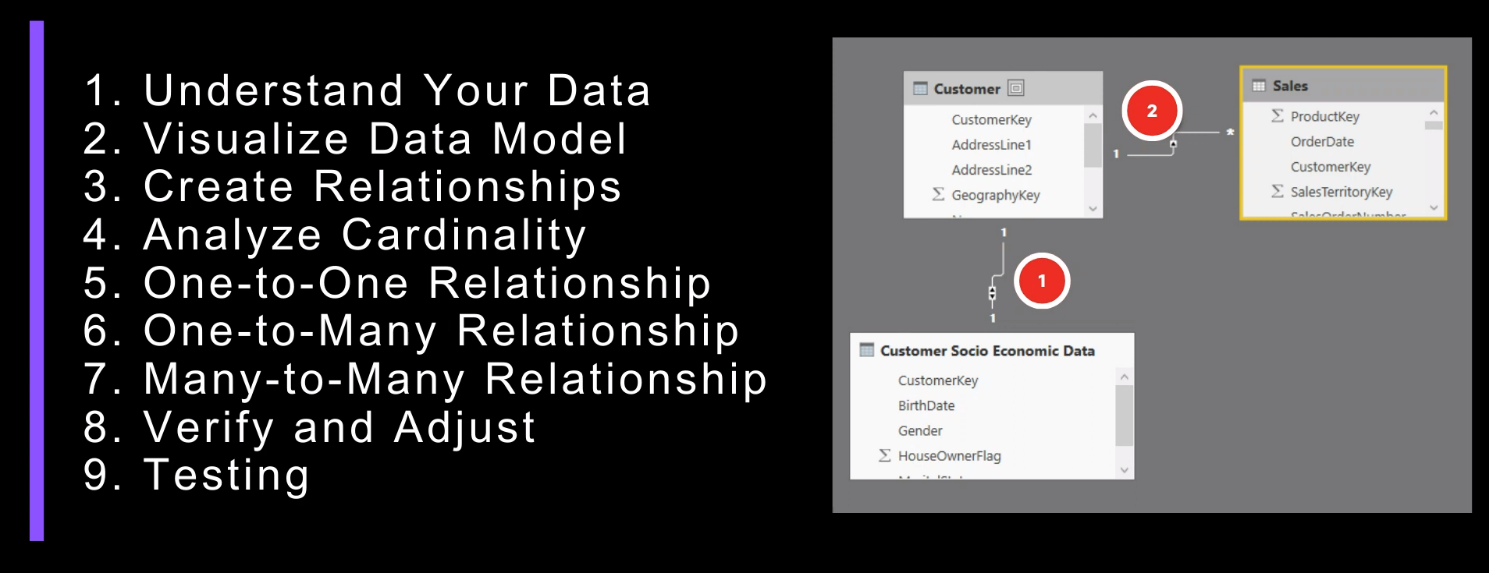 1. Understand Your Data
2. Visualize Data Model
3. Create Relationships
4. Analyze Cardinality
5. One-to-One Relationship
6. One-to-Many Relationship
7. Many-to-Many Relationship
8. Verify and Adjust
9. Testing
Customer
CustomerKey
AddressLine1
AddressLine2
Σ GeographyKey
2
1
*
Sales
Σ ProductKey
OrderDate
CustomerKey
Σ SalesTerritoryKey
SalesOrderNumber
1
1
1
Customer Socio Economic Data
CustomerKey
BirthDate
Gender
Σ HouseOwnerFlag